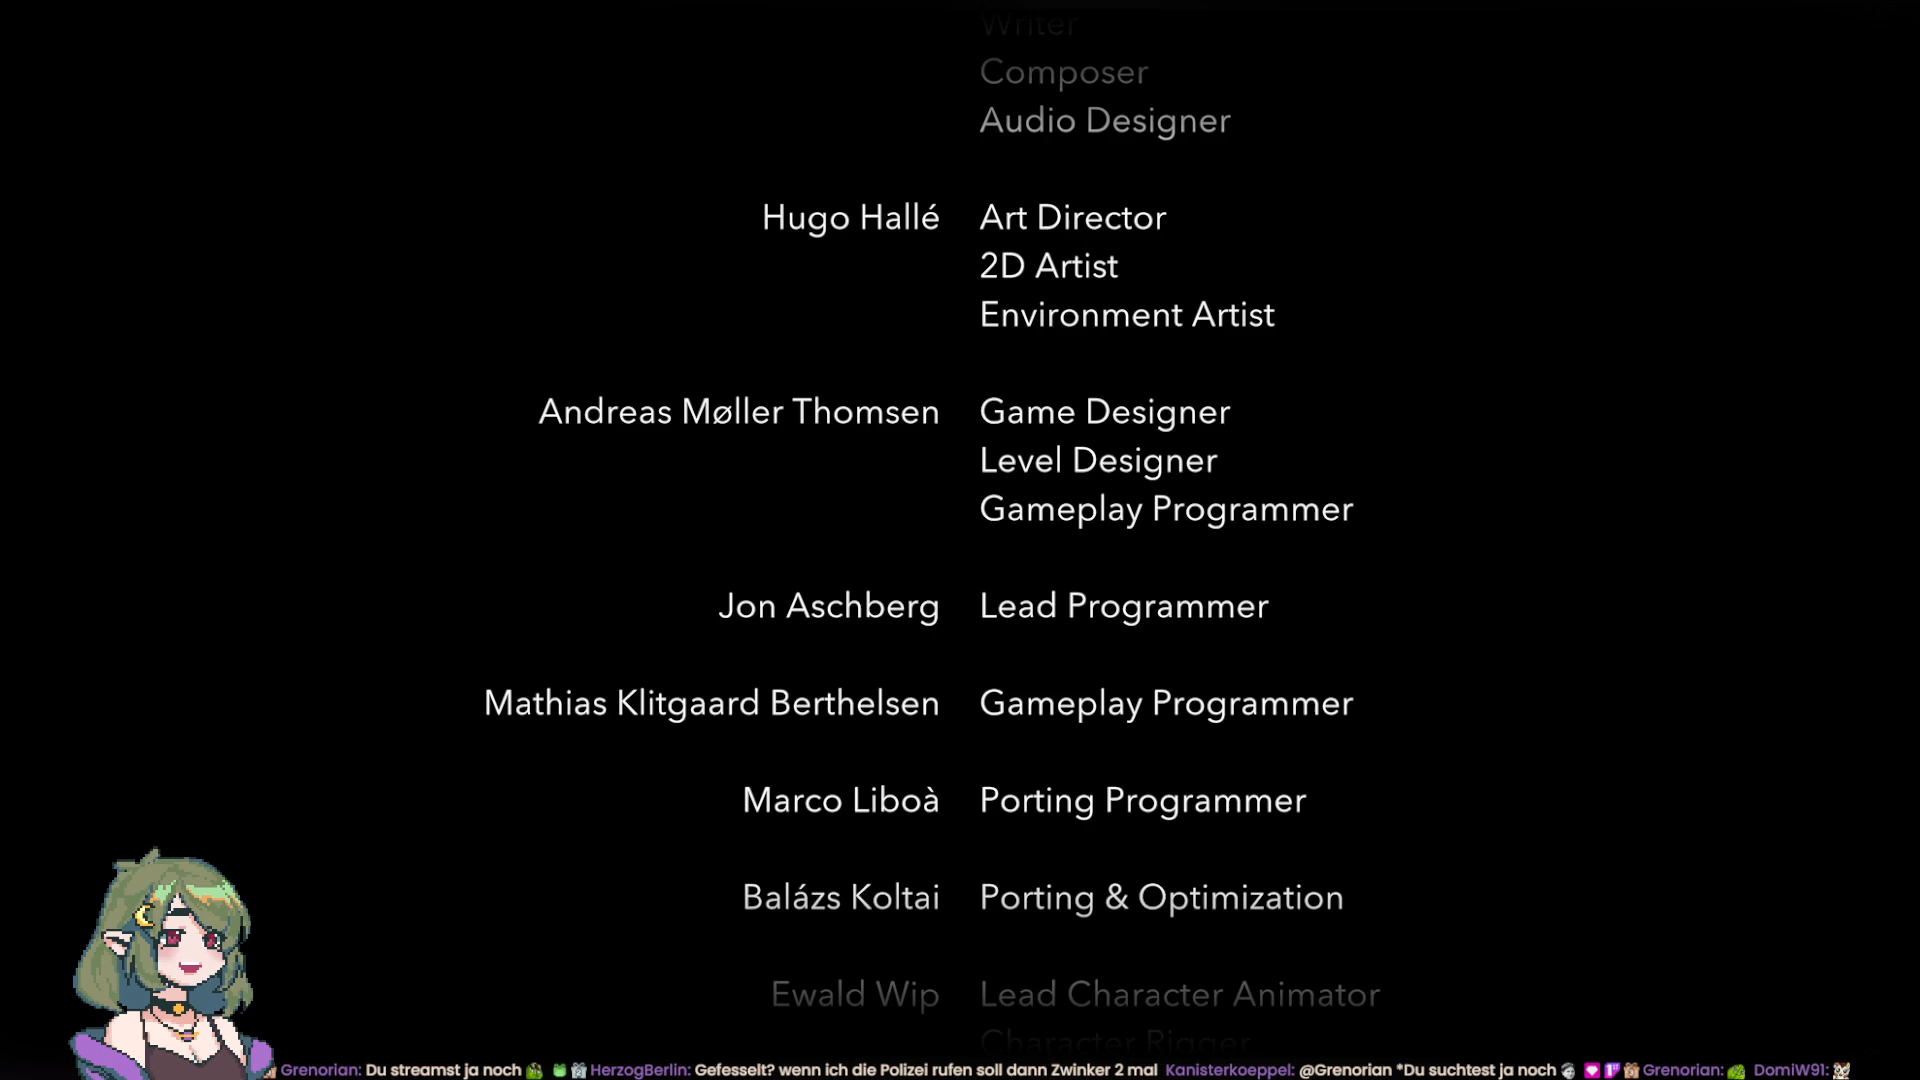 Writer
Composer
Audio Designer
Hugo Hallé Art Director
2D Artist
Environment Artist
Andreas Møller Thomsen Game Designer
Level Designer
Gameplay Programmer
Jon Aschberg Lead Programmer
Mathias Klitgaard Berthelsen Gameplay Programmer
Marco Liboà Porting Programmer
Balázs Koltai Porting & Optimization
Ewald Wip Lead Character Animator
Character Rigger
Grenorian: Du streamst ja noch HerzogBerlin: Gefesselt? wenn ich die Polizei rufen soll dann Zwinker 2 mal Kanisterkoeppel: @Grenorian *Du suchtest ja noch Grenorian: DomiW91: